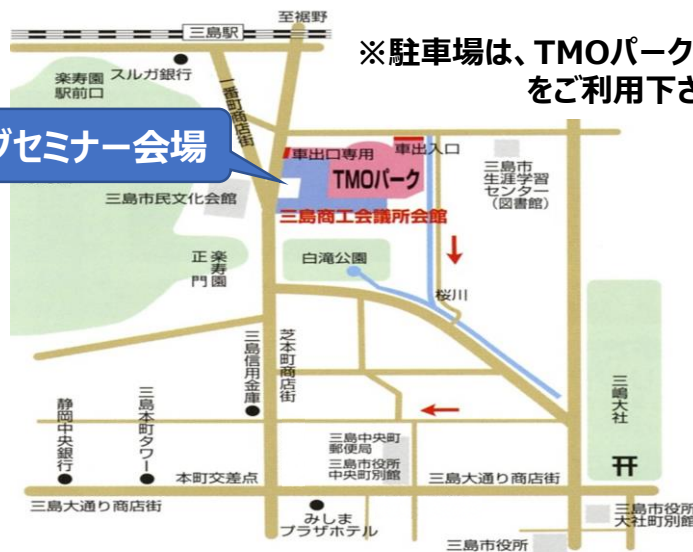 至裾野
三島駅
※駐車場は、TMOパーク
をご利用下さ
スルガ銀行
楽寿園
駅前口
一番町商店街
ブセミナー会場
車出口専用
車出入口
TMOパーク
三島商工会議所会館
三島市
生涯学習
センター
(図書館)
三島市民文化会館
楽寿園
正門
白滝公園
桜川
三島信用金庫
芝本町商店街
三嶋大社
静岡中央銀行
三島本町タワー
三島中央町
郵便局
三島市役所
中央町別館
本町交差点
三島大通り商店街
三島大通り商店街
みしま
プラザホテル
三島市役所
三島市役所
大社町別館